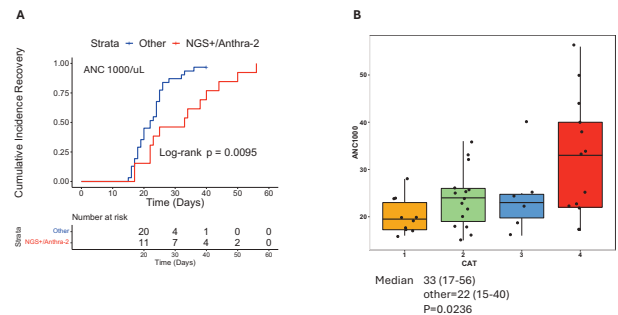 A
Strata Other NGS+/Anthra-2
Cumulative Incidence Recovery
1.00
0.75
0.50
0.25
0.00
ANC 1000/uL
Log-rank p = 0.0095
0 10 20 30 40 50 60
Time (Days)
Number at risk
Strata
Other 20 4 1 0 0
NGS+/Anthra-2 11 7 4 2 0
20 30 40 50 60
Time (Days)
B
ANC1000
50
40
30
20
1 2 3 4
CAT
Median 33 (17-56)
other=22 (15-40)
P=0.0236